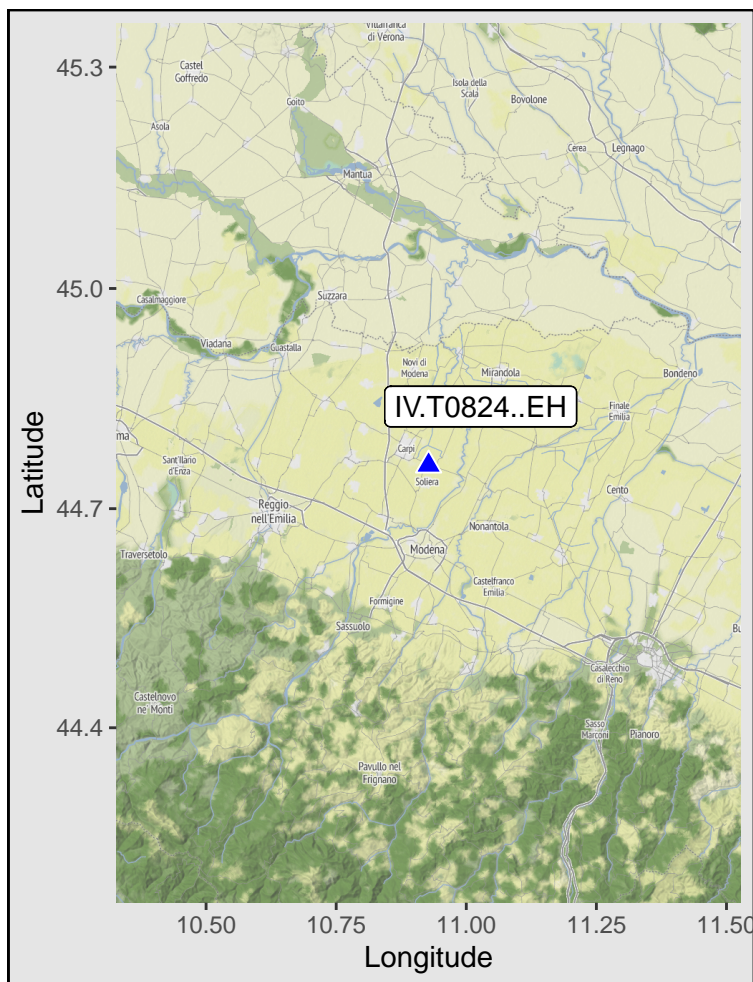 Villafranca
di Verona
Castel
Goffredo
Isola della
Scala
Bovolone
Goito
Asola
Cerea
Legnago
Mantua
Suzzara
Casalmaggiore
Viadana
Guastalla
Novi di
Modena
Mirandola
Bondeno
IV.T0824..EH
Finale
Emilia
ma
Carpi
Sant'Ilario
d'Enza
Soliera
Cento
Reggio
nell'Emilia
Nonantola
Modena
Traversetolo
Castelfranco
Emilia
Formigine
Sassuolo
Bu
Casalecchio
di Reno
Castelnovo
ne' Monti
Sasso
Marconi
Pianoro
Pavullo nel
Frignano
45.3
45.0
44.7
44.4
Latitude
10.50
10.75
11.00
11.25
11.50
Longitude